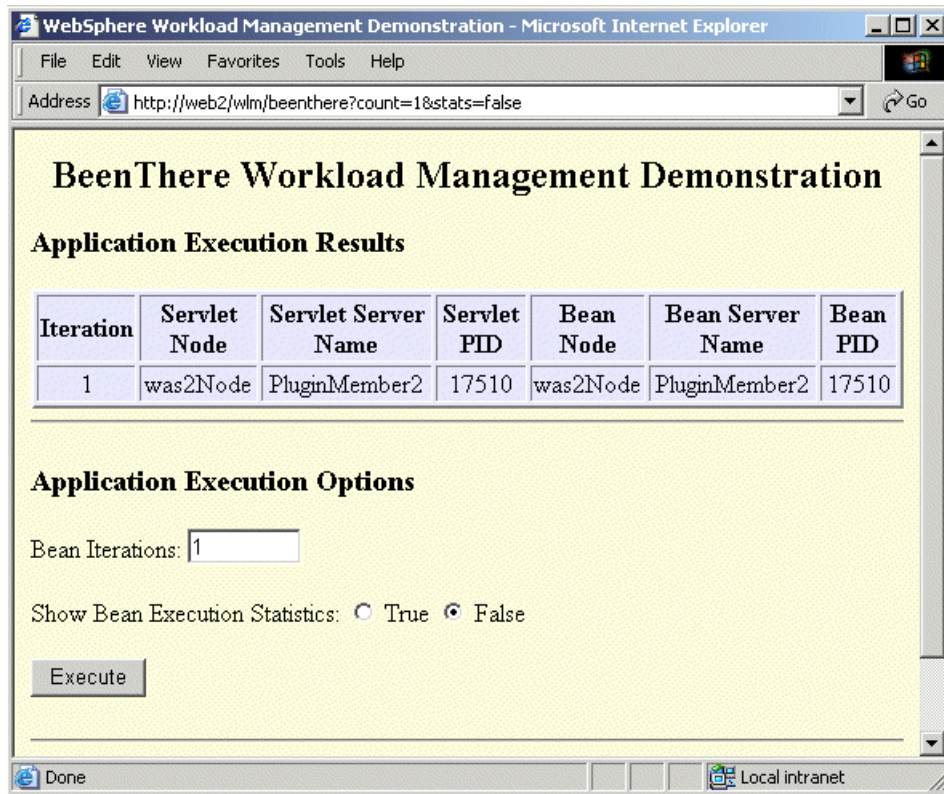 WebSphere Workload Management Demonstration - Microsoft Internet Explorer
File Edit View Favorites Tools Help
Address http://web2/wlm/beenthere?count=1&stats=false Go
BeenThere Workload Management Demonstration
Application Execution Results
Iteration Servlet Node Servlet Server Name Servlet PID Bean Node Bean Server Name Bean PID
1 was2Node PluginMember2 17510 was2Node PluginMember2 17510
Application Execution Options
Bean Iterations: 1
Show Bean Execution Statistics: True False
Execute
Done Local intranet